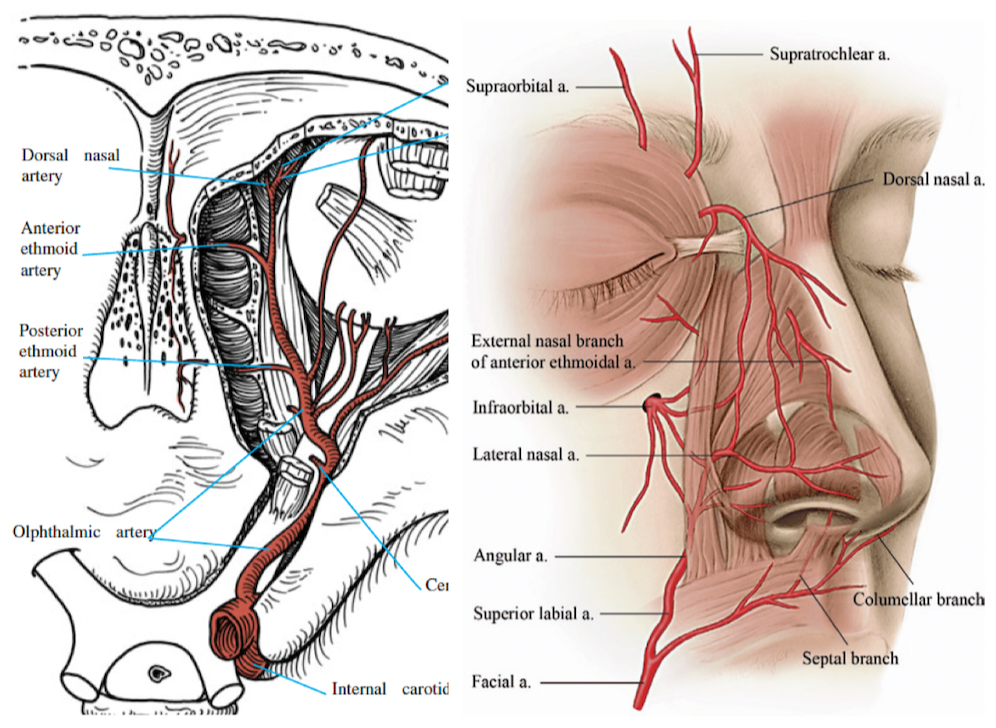 Dorsal nasal
artery
Anterior
ethmoid
artery
Posterior
ethmoid
artery
Olphthalmic artery
Cer
Internal carotid
Supraorbital a.
Supratrochlear a.
Dorsal nasal a.
External nasal branch
of anterior ethmoidal a.
Infraorbital a.
Lateral nasal a.
Angular a.
Superior labial a.
Facial a.
Columellar branch
Septal branch